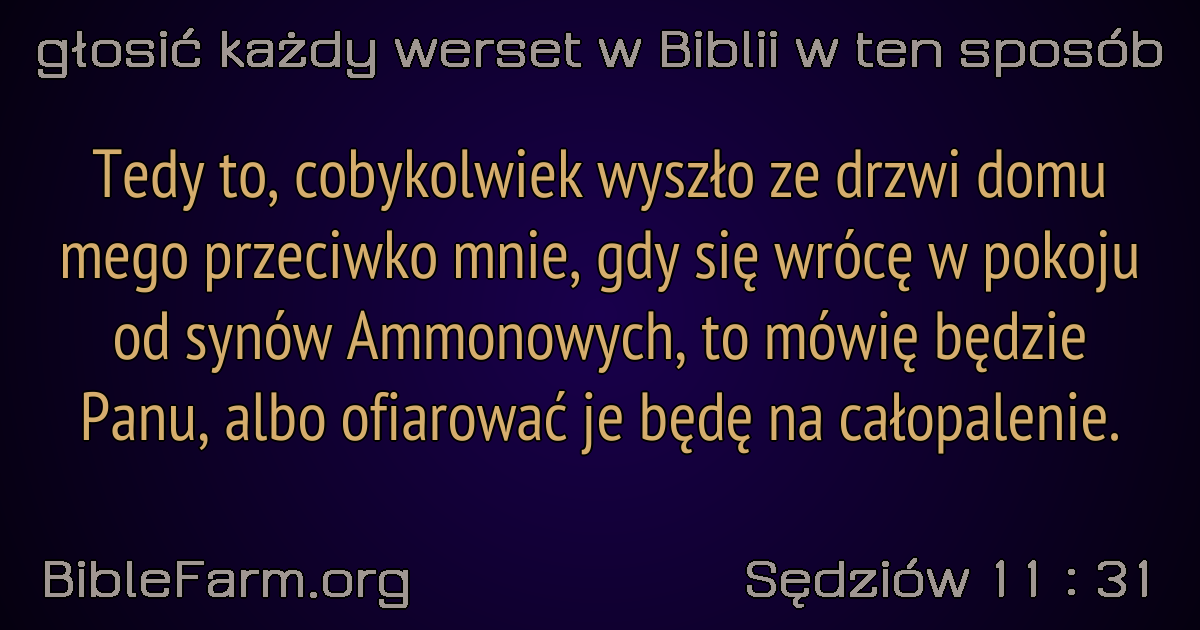 głosić każdy werset w Biblii w ten sposób
Tedy to, cobykolwiek wyszło ze drzwi domu
mego przeciwko mnie, gdy się wrócę w pokoju
od synów Ammonowych, to mówię będzie
Panu, albo ofiarować je będę na całopalenie.
BibleFarm.org
Sędziów 11 : 31